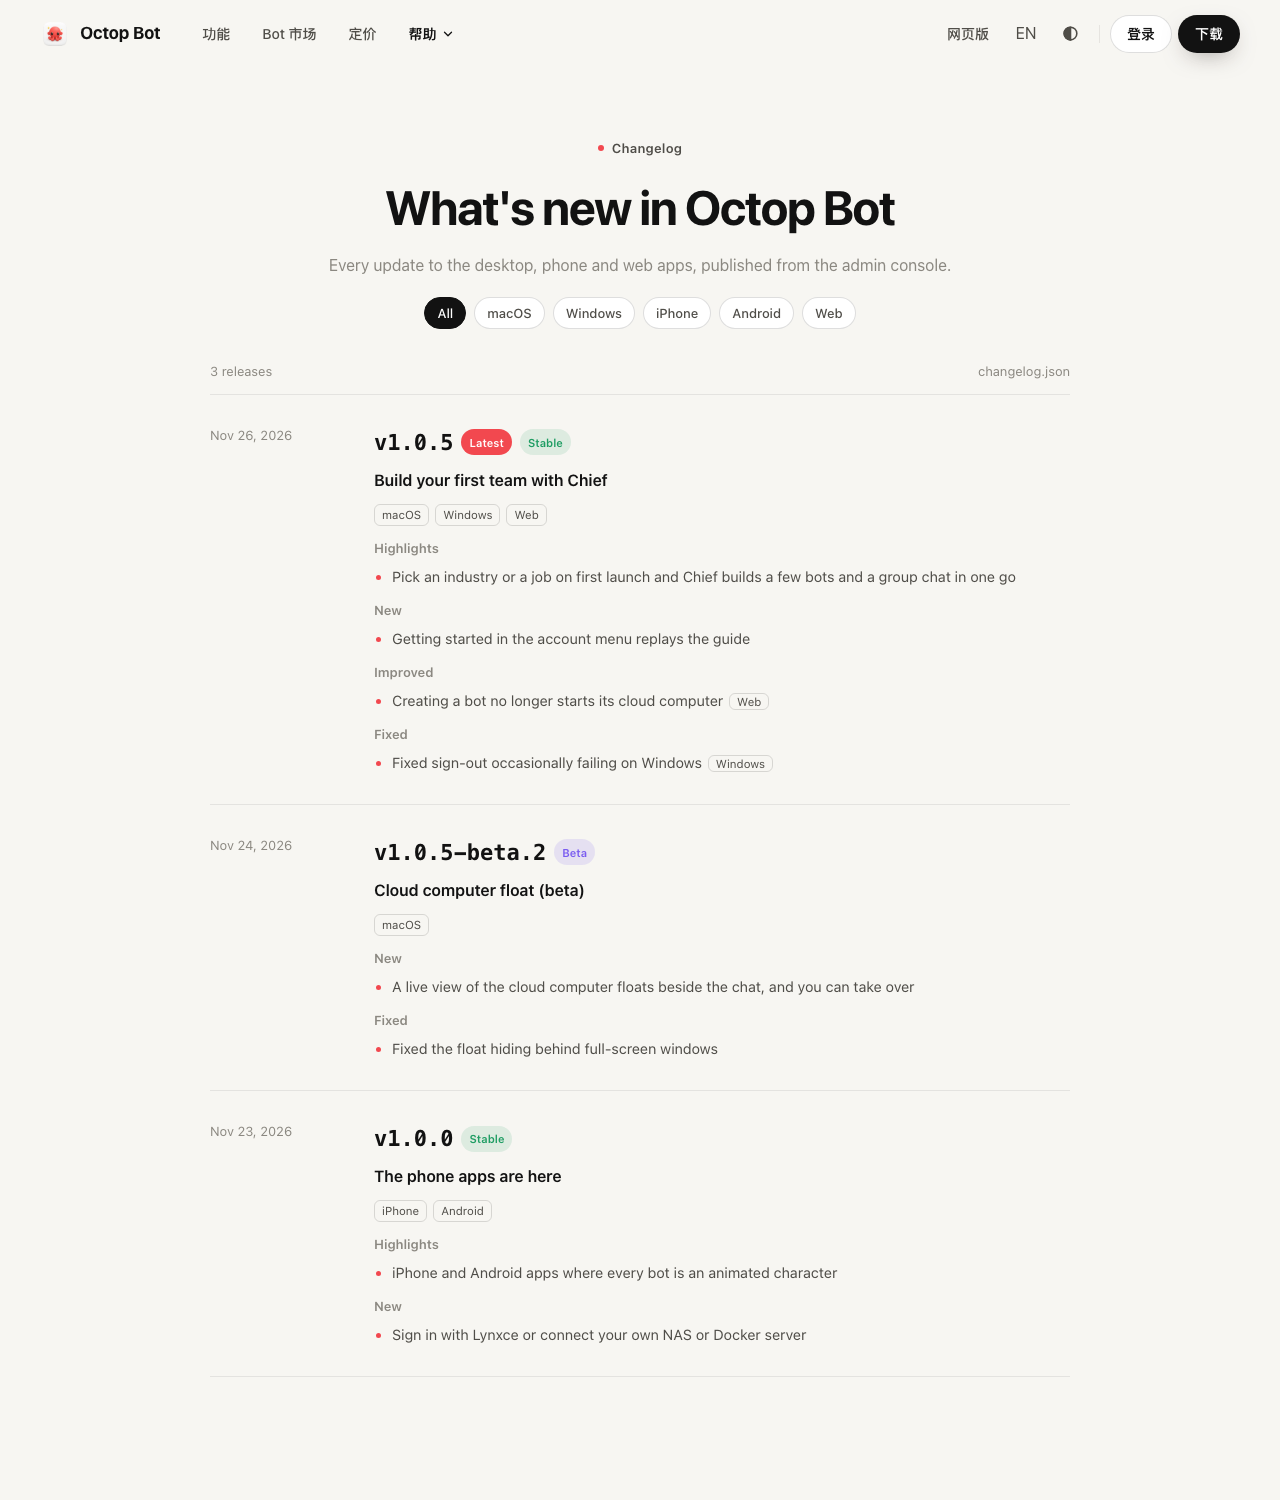 Octop Bot 功能 Bot 市场 定价 帮助 网页版 EN 登录 下载
Changelog
What's new in Octop Bot
Every update to the desktop, phone and web apps, published from the admin console.
All macOS Windows iPhone Android Web
3 releases changelog.json
Nov 26, 2026 v1.0.5 Latest Stable
Build your first team with Chief
macOS Windows Web
Highlights
Pick an industry or a job on first launch and Chief builds a few bots and a group chat in one go
New
Getting started in the account menu replays the guide
Improved
Creating a bot no longer starts its cloud computer Web
Fixed
Fixed sign-out occasionally failing on Windows Windows
Nov 24, 2026 v1.0.5-beta.2 Beta
Cloud computer float (beta)
macOS
New
A live view of the cloud computer floats beside the chat, and you can take over
Fixed
Fixed the float hiding behind full-screen windows
Nov 23, 2026 v1.0.0 Stable
The phone apps are here
iPhone Android
Highlights
iPhone and Android apps where every bot is an animated character
New
Sign in with Lynxce or connect your own NAS or Docker server